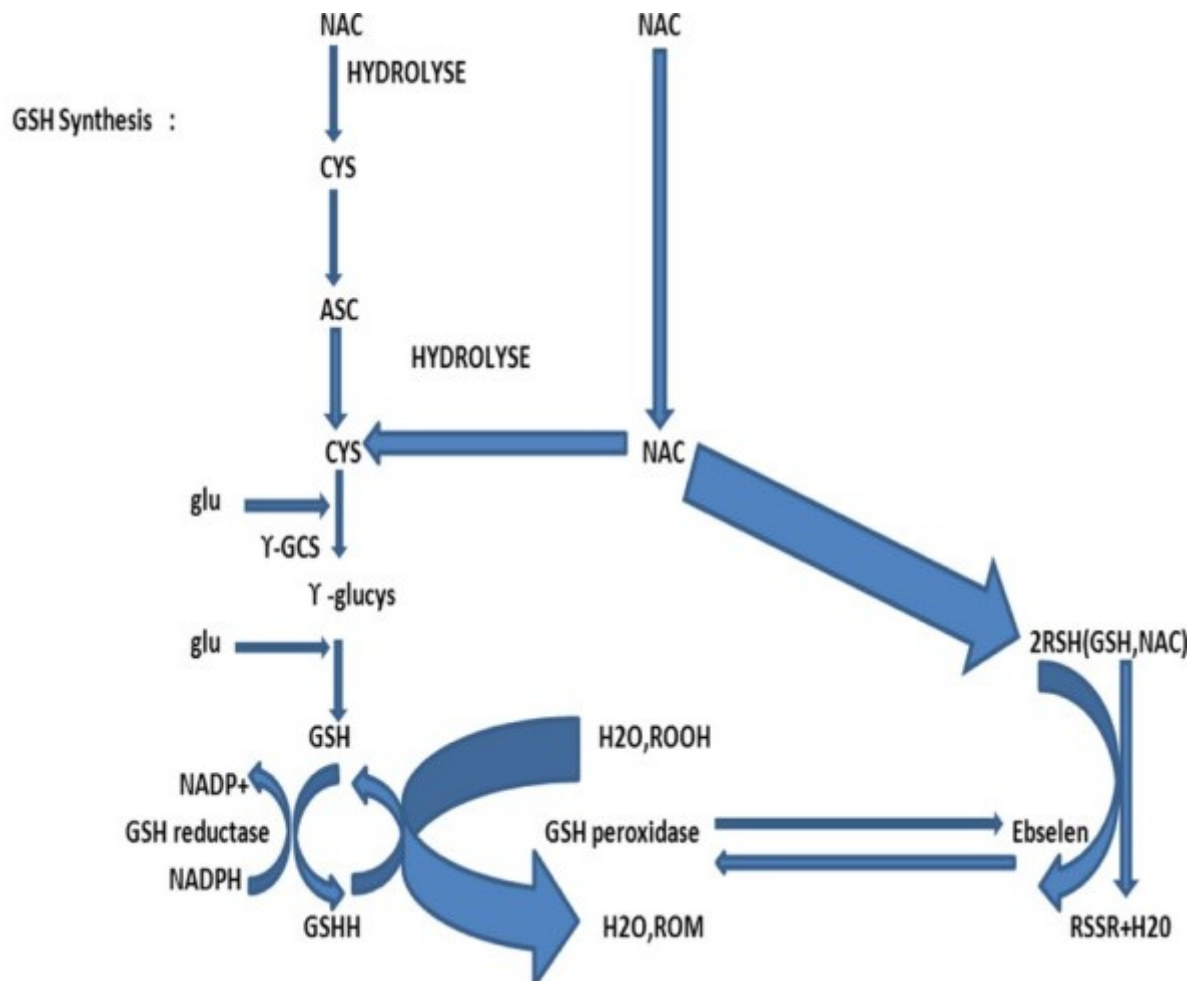 NAC
NAC
HYDROLYSE
GSH Synthesis :
CYS
ASC
HYDROLYSE
CYS
NAC
glu
ϒ-GCS
ϒ -glucys
glu
2RSH(GSH,NAC)
GSH
H2O,ROOH
NADP+
GSH reductase
GSH peroxidase
Ebselen
NADPH
GSHH
H2O,ROM
RSSR+H20